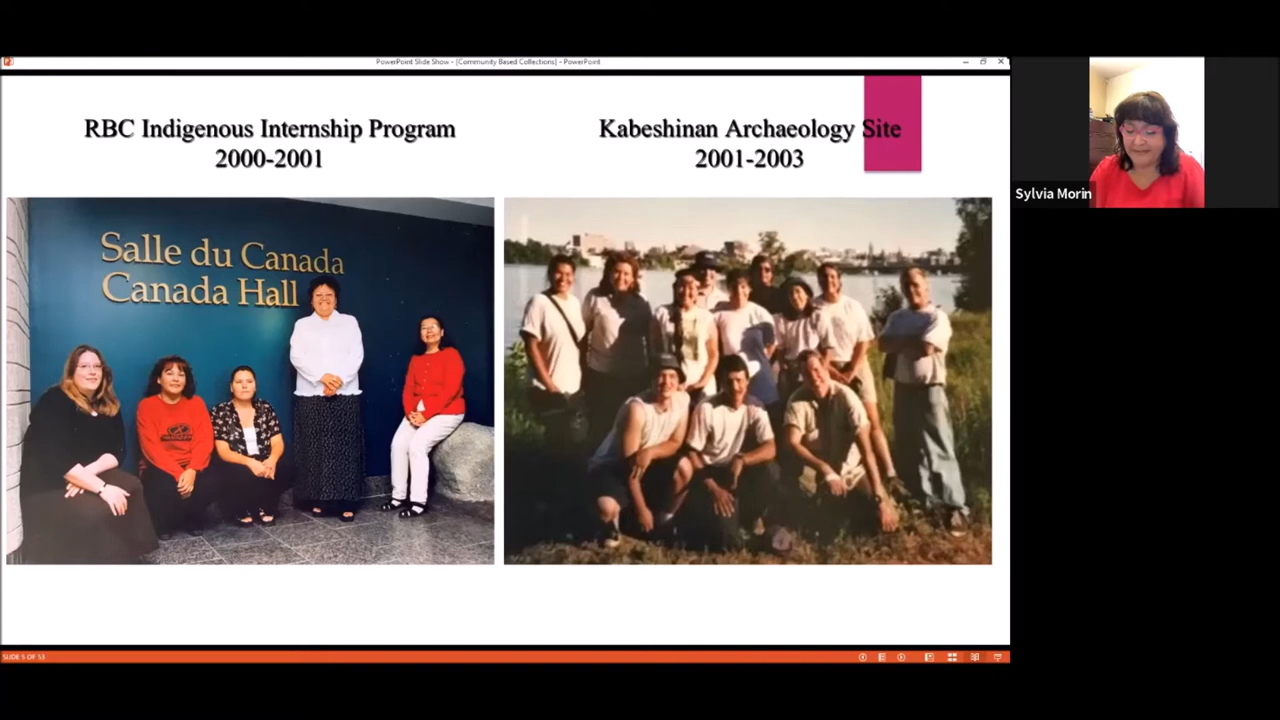 PowerPoint Slide Show - [Community Based Collections] - PowerPoint
RBC Indigenous Internship Program
2000-2001
Kabeshinan Archaeology Site
2001-2003
Salle du Canada
Canada Hall
Sylvia Morin
SLIDE 5 OF 53